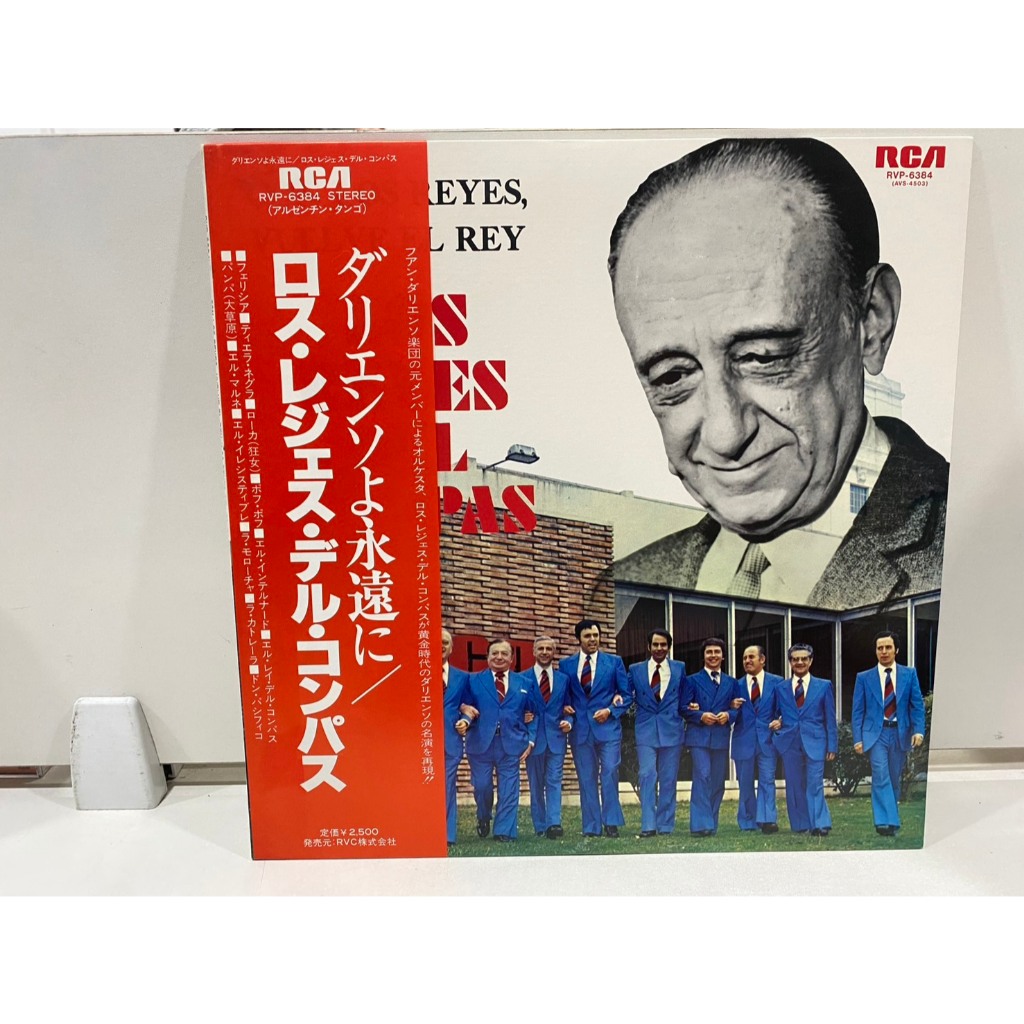 ダリエンソよ永遠に/ロス・レジェス・デル・コンパス
RCA
RVP-6384 STEREO
(アルゼンチン・タンゴ)
フアン・ダリエンソ楽団の元メンバーによるオルケスタ、ロス・レジェス・デル・コンパスが黄金時代のダリエンソの名演を再現!!
ダリエンソよ永遠に/
ロス・レジェス・デル・コンパス
■フェリシア■ティエラ・ネグラ■ローカ(狂女)■ポフ・ポフ■エル・インテルナード■エル・レイ・デル・コンパス
■パンパ(大草原)■エル・マルネ■エル・イレシスティブレ■ラ・モローチャ■ラ・カトレーラ■ドン・パシフィコ
定価¥2,500
発売元:RVC株式会社
REYES,
EL REY
S
ES
L
PAS
RCA
RVP-6384
(AVS-4503)